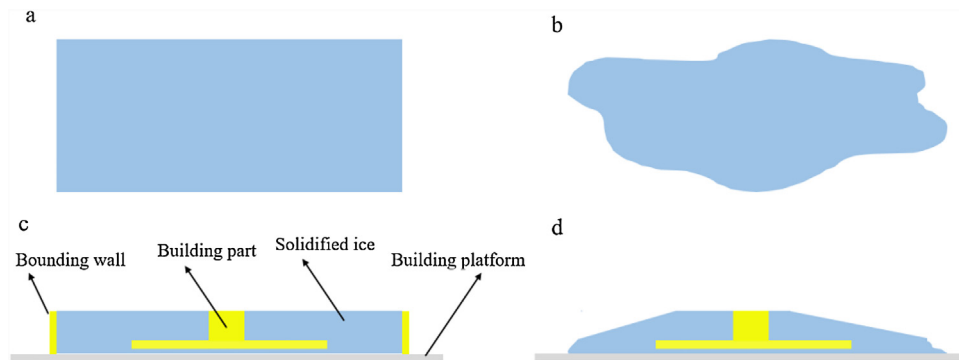 a
b
c
d
Bounding wall
Building part
Solidified ice
Building platform